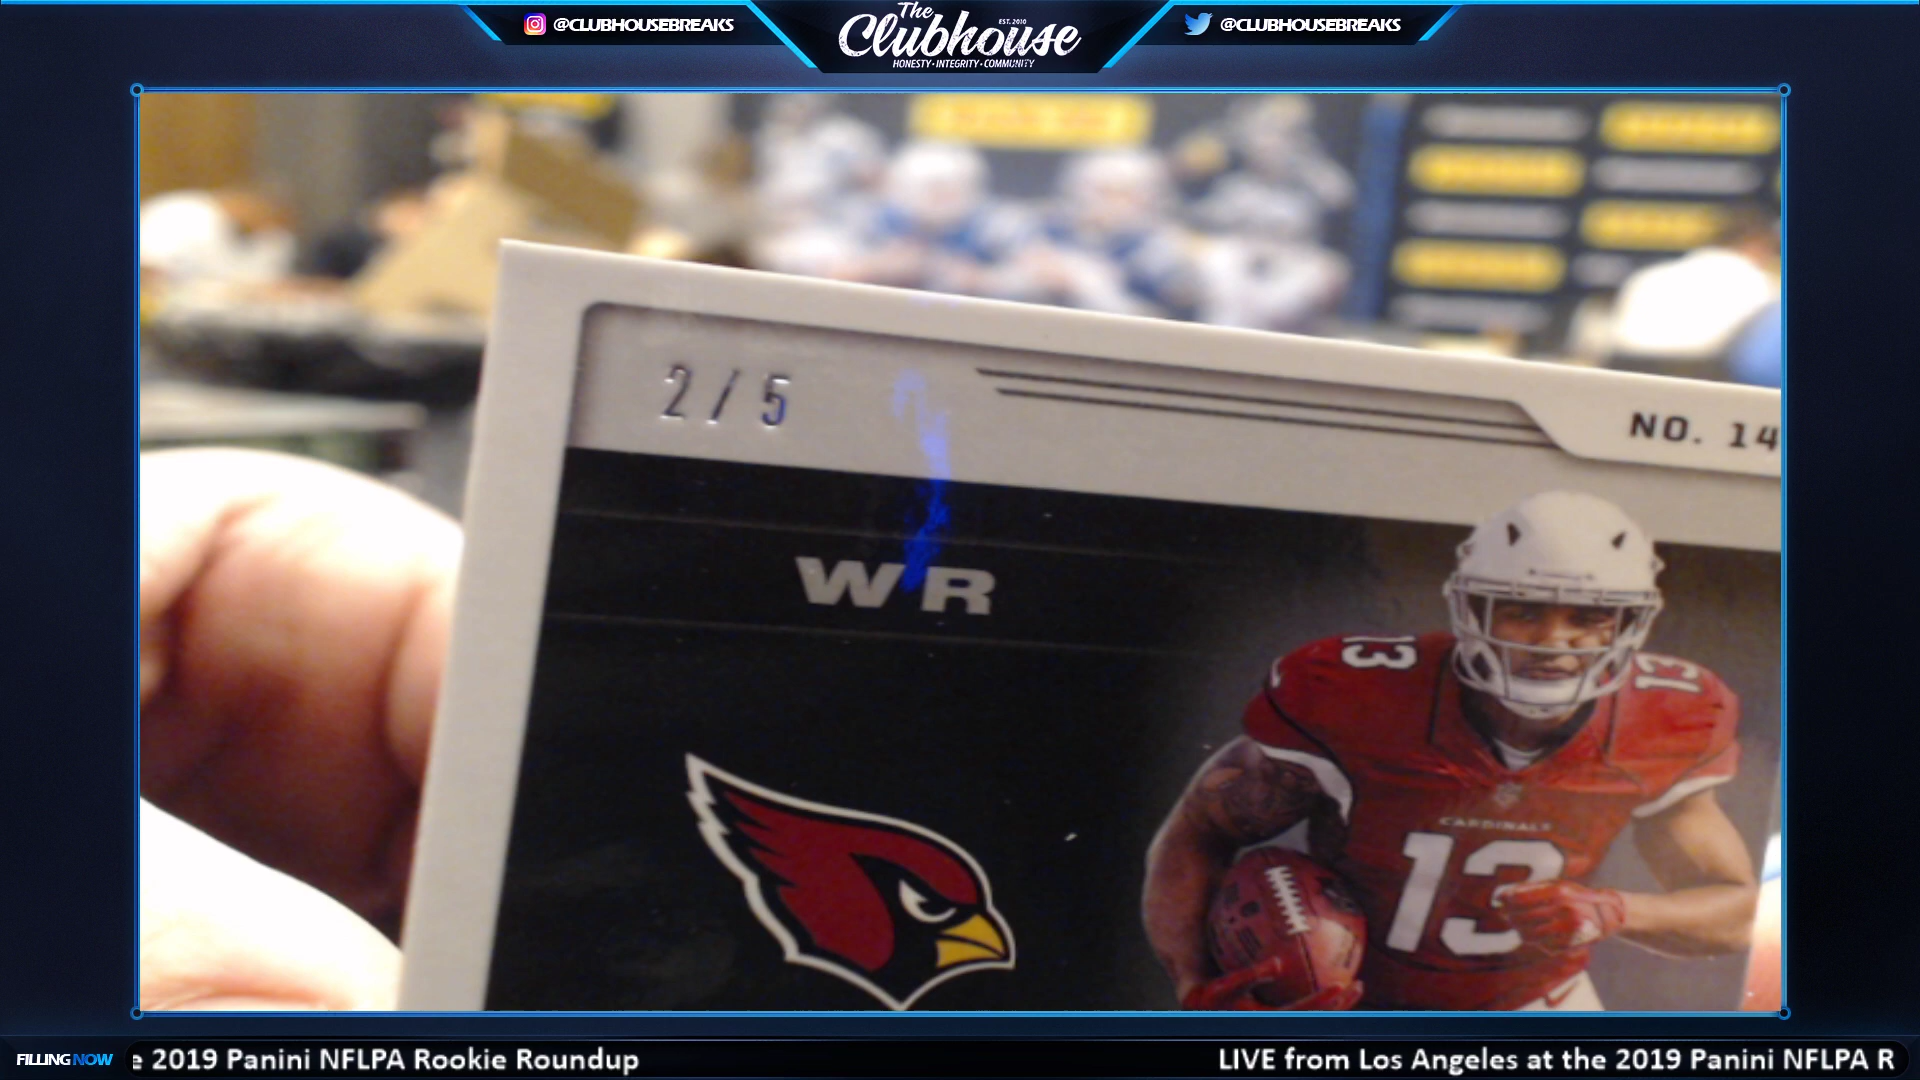 @CLUBHOUSEBREAKS
The
Clubhouse
EST. 2010
HONESTY • INTEGRITY • COMMUNITY
@CLUBHOUSEBREAKS
2 / 5
NO. 14
WR
13
13
CARDINALS
13
FILLING NOW
e 2019 Panini NFLPA Rookie Roundup
LIVE from Los Angeles at the 2019 Panini NFLPA R